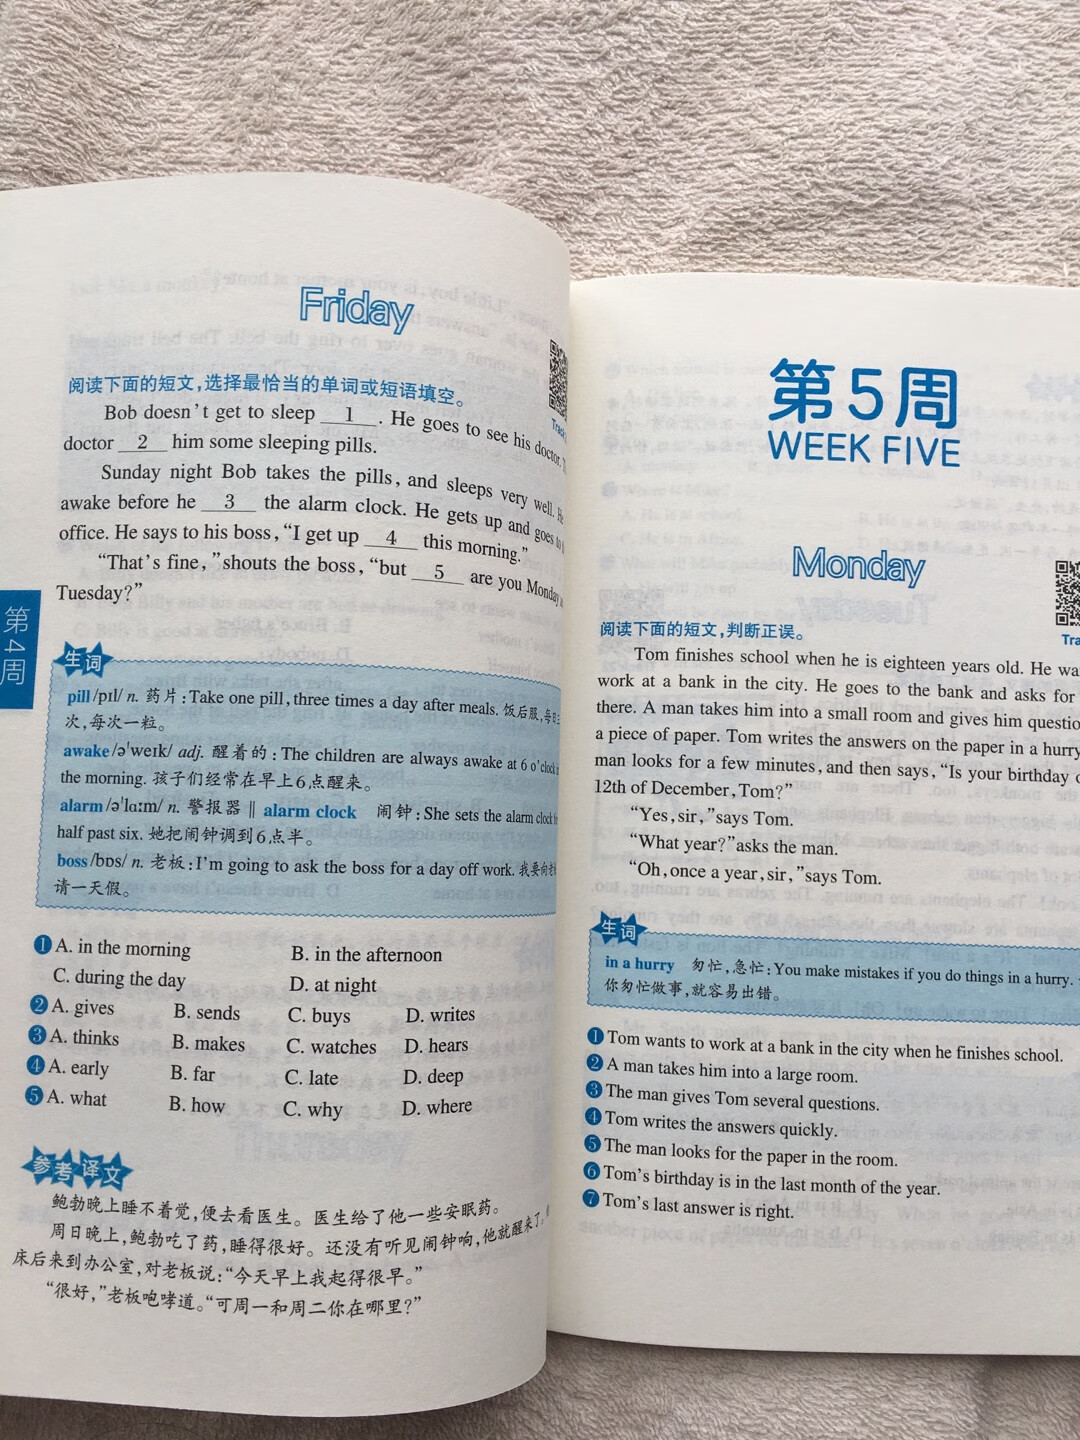 第4周
Friday
阅读下面的短文,选择最恰当的单词或短语填空。
Bob doesn't get to sleep 1 . He goes to see his doctor.
doctor 2 him some sleeping pills.
Sunday night Bob takes the pills, and sleeps very well.
awake before he 3 the alarm clock. He gets up and goes to
office. He says to his boss, “I get up 4 this morning.”
“That's fine,”shouts the boss, “but 5 are you Monday
Tuesday?”
生词
pill /pɪl/ n. 药片:Take one pill, three times a day after meals. 饭后服,每日
次,每次一粒。
awake /ə'weɪk/ adj. 醒着的:The children are always awake at 6 o'clock
the morning. 孩子们经常在早上6点醒来。
alarm /ə'lɑːm/ n. 警报器 ‖ alarm clock 闹钟:She sets the alarm clock
half past six. 她把闹钟调到6点半。
boss /bɒs/ n. 老板:I'm going to ask the boss for a day off work. 我要向
请一天假。
1 A. in the morning B. in the afternoon
C. during the day D. at night
2 A. gives B. sends C. buys D. writes
3 A. thinks B. makes C. watches D. hears
4 A. early B. far C. late D. deep
5 A. what B. how C. why D. where
参考译文
鲍勃晚上睡不着觉,便去看医生。医生给了他一些安眠药。
周日晚上,鲍勃吃了药,睡得很好。还没有听见闹钟响,他就醒来了。
床后来到办公室,对老板说:“今天早上我起得很早。”
“很好,”老板咆哮道。“可周一和周二你在哪里?”
第5周
WEEK FIVE
Monday
阅读下面的短文,判断正误。
Tom finishes school when he is eighteen years old. He
work at a bank in the city. He goes to the bank and asks for
there. A man takes him into a small room and gives him
a piece of paper. Tom writes the answers on the paper in a hurry
man looks for a few minutes, and then says, “Is your birthday
12th of December, Tom?”
“Yes, sir,”says Tom.
“What year?”asks the man.
“Oh, once a year, sir,”says Tom.
生词
in a hurry 匆忙,急忙:You make mistakes if you do things in a hurry.
你匆忙做事,就容易出错。
1 Tom wants to work at a bank in the city when he finishes school.
2 A man takes him into a large room.
3 The man gives Tom several questions.
4 Tom writes the answers quickly.
5 The man looks for the paper in the room.
6 Tom's birthday is in the last month of the year.
7 Tom's last answer is right.